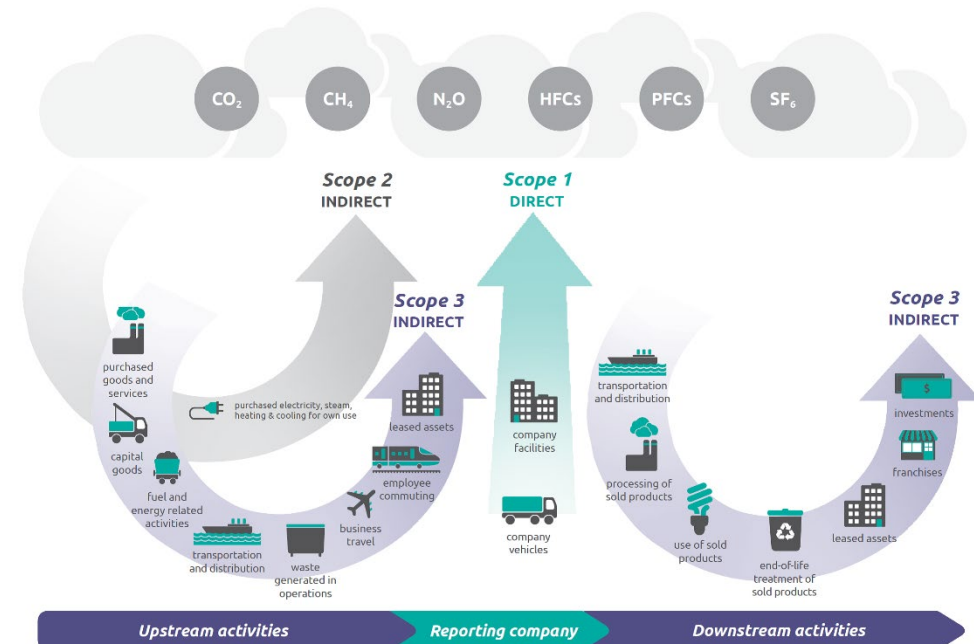 CO₂
CH₄
N₂O
HFCs
PFCs
SF₆
Scope 2
INDIRECT
Scope 1
DIRECT
Scope 3
INDIRECT
Scope 3
INDIRECT
purchased
goods and
services
capital
goods
fuel and
energy related
activities
transportation
and distribution
waste
generated in
operations
business
travel
employee
commuting
leased assets
purchased electricity, steam,
heating & cooling for own use
company
facilities
company
vehicles
transportation
and distribution
processing of
sold products
use of sold
products
end-of-life
treatment of
sold products
leased assets
franchises
$
investments
Upstream activities
Reporting company
Downstream activities